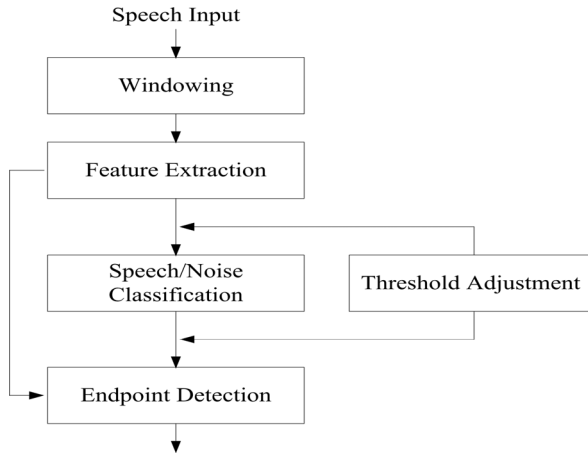 Speech Input
Windowing
Feature Extraction
Speech/Noise
Classification
Threshold Adjustment
Endpoint Detection